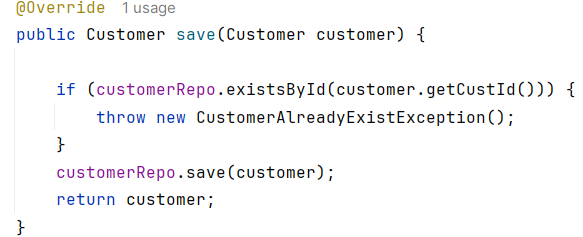 @Override 1 usage
public Customer save(Customer customer) {
if (customerRepo.existsById(customer.getCustId())) {
throw new CustomerAlreadyExistException();
}
customerRepo.save(customer);
return customer;
}